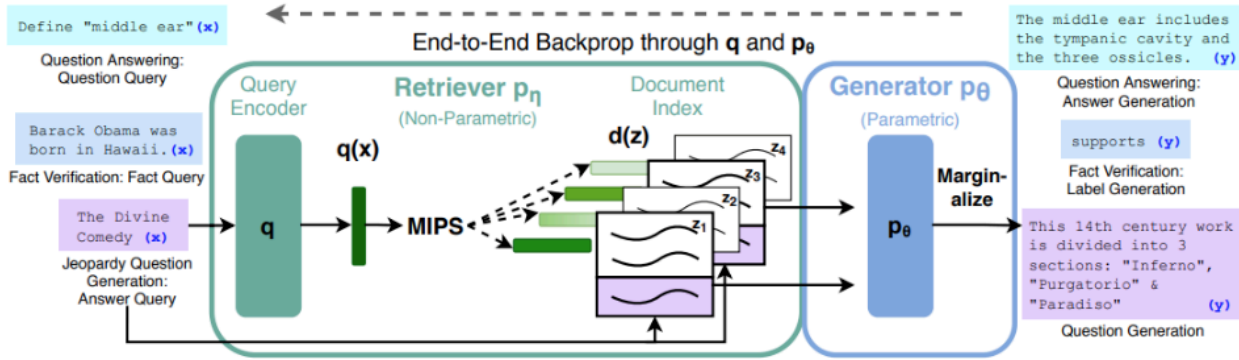 Define "middle ear" (x)
Question Answering:
Question Query
Barack Obama was
born in Hawaii. (x)
Fact Verification: Fact Query
The Divine
Comedy (x)
Jeopardy Question
Generation:
Answer Query
End-to-End Backprop through q and pθ
Query
Encoder
q
q(x)
Retriever pη
(Non-Parametric)
MIPS
Document
Index
d(z)
z4
z3
z2
z1
Generator pθ
(Parametric)
pθ
Margin-
alize
The middle ear includes
the tympanic cavity and
the three ossicles. (y)
Question Answering:
Answer Generation
supports (y)
Fact Verification:
Label Generation
This 14th century work
is divided into 3
sections: "Inferno",
"Purgatorio" &
"Paradiso" (y)
Question Generation